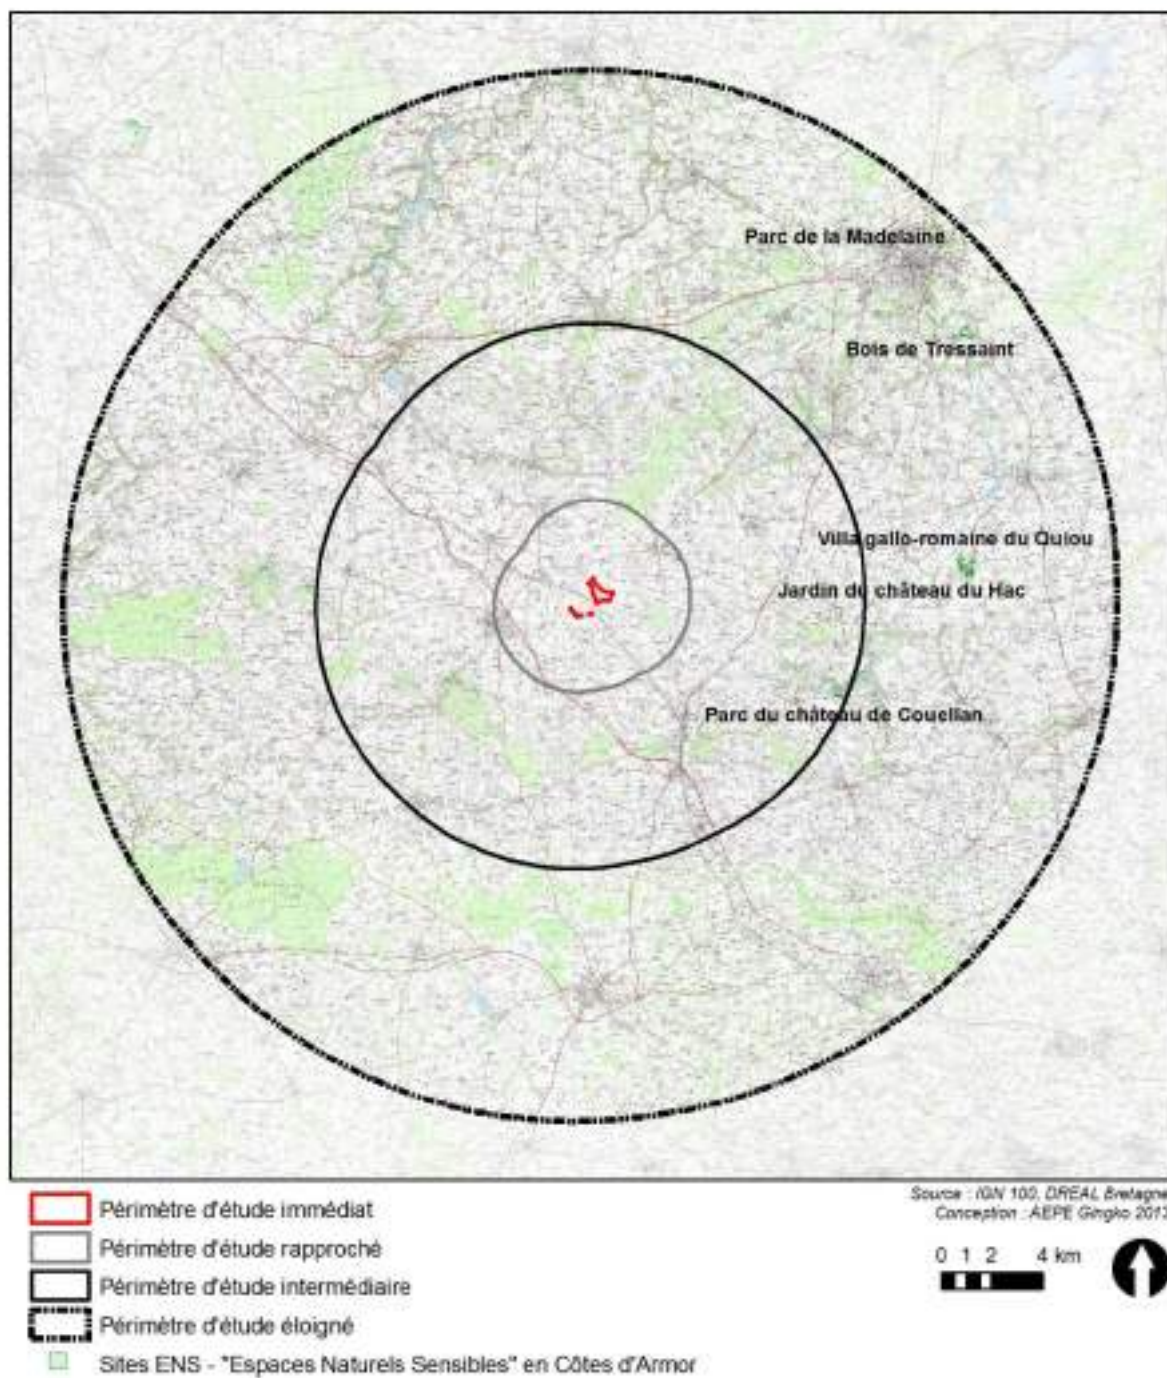 Parc de la Madelaine
Bois de Tressaint
Villa gallo-romaine du Quiou
Jardin du château du Hac
Parc du château de Couellan
Périmètre d'étude immédiat
Périmètre d'étude rapproché
Périmètre d'étude intermédiaire
Périmètre d'étude éloigné
Sites ENS - "Espaces Naturels Sensibles" en Côtes d'Armor
Source : IGN 100, DREAL Bretagne
Conception : AEPE Gingko
0 1 2 4 km